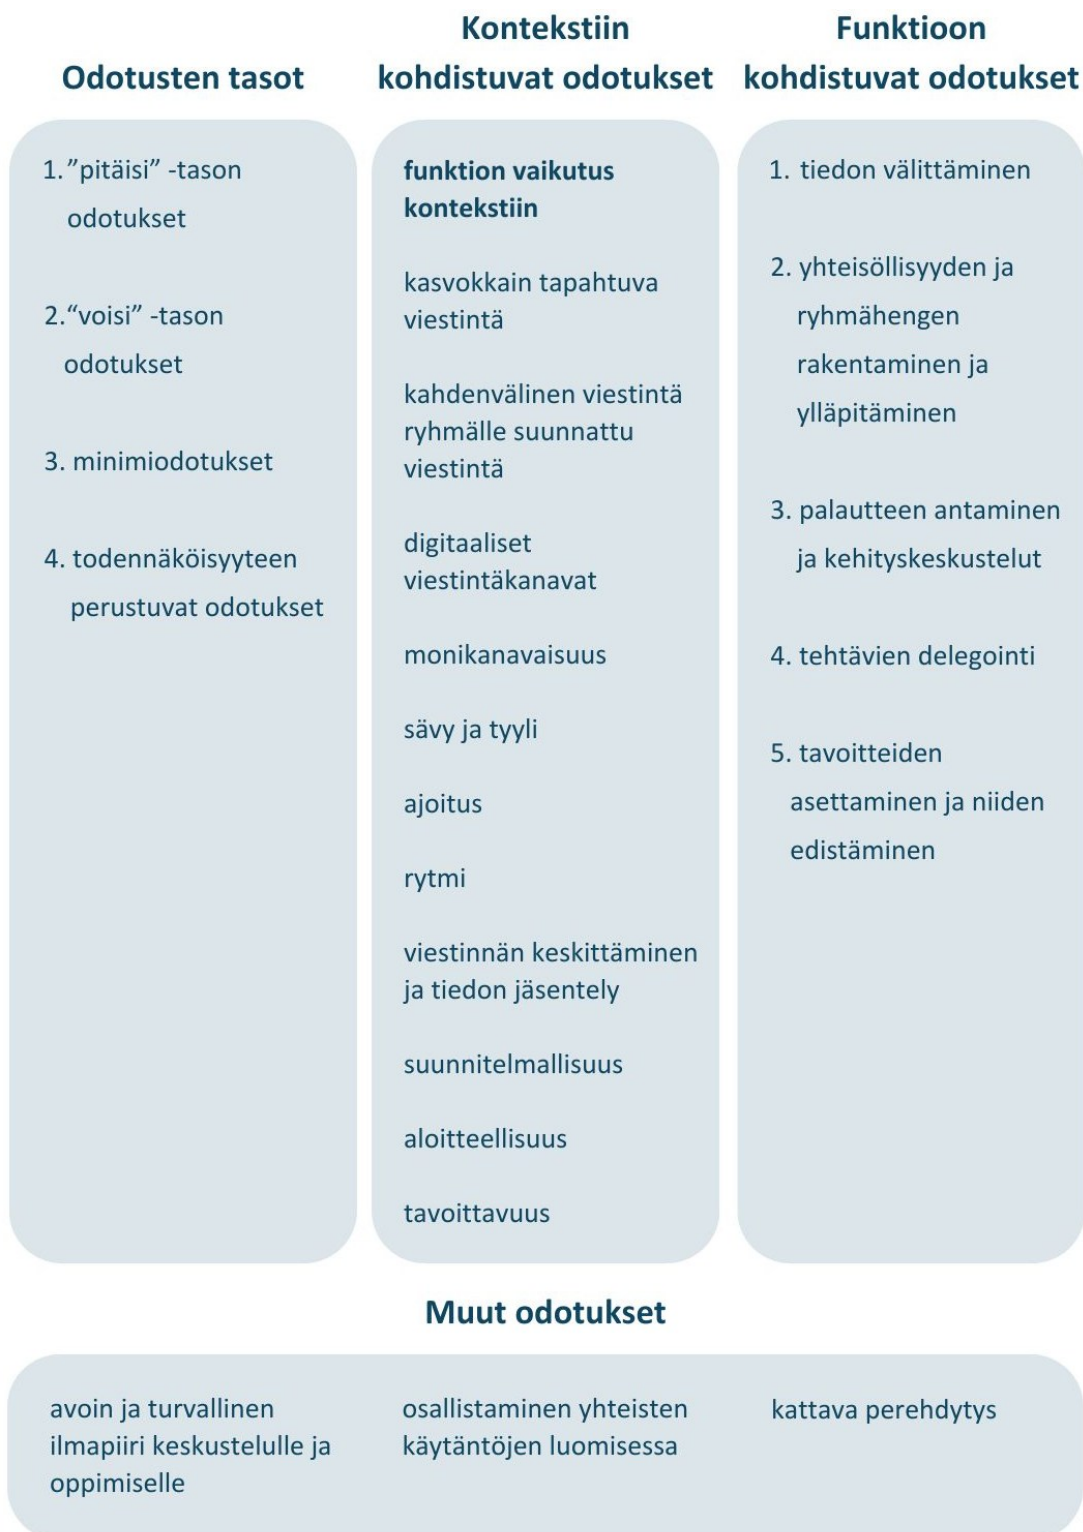 Odotusten tasot
Kontekstiin
kohdistuvat odotukset
Funktioon
kohdistuvat odotukset
1.”pitäisi” -tason
odotukset
2.“voisi” -tason
odotukset
3. minimiodotukset
4. todennäköisyyteen
perustuvat odotukset
funktion vaikutus
kontekstiin
kasvokkain tapahtuva
viestintä
kahdenvälinen viestintä
ryhmälle suunnattu
viestintä
digitaaliset
viestintäkanavat
monikanavaisuus
sävy ja tyyli
ajoitus
rytmi
viestinnän keskittäminen
ja tiedon jäsentely
suunnitelmallisuus
aloitteellisuus
tavoittavuus
1. tiedon välittäminen
2. yhteisöllisyyden ja
ryhmähengen
rakentaminen ja
ylläpitäminen
3. palautteen antaminen
ja kehityskeskustelut
4. tehtävien delegointi
5. tavoitteiden
asettaminen ja niiden
edistäminen
Muut odotukset
avoin ja turvallinen
ilmapiiri keskustelulle ja
oppimiselle
osallistaminen yhteisten
käytäntöjen luomisessa
kattava perehdytys